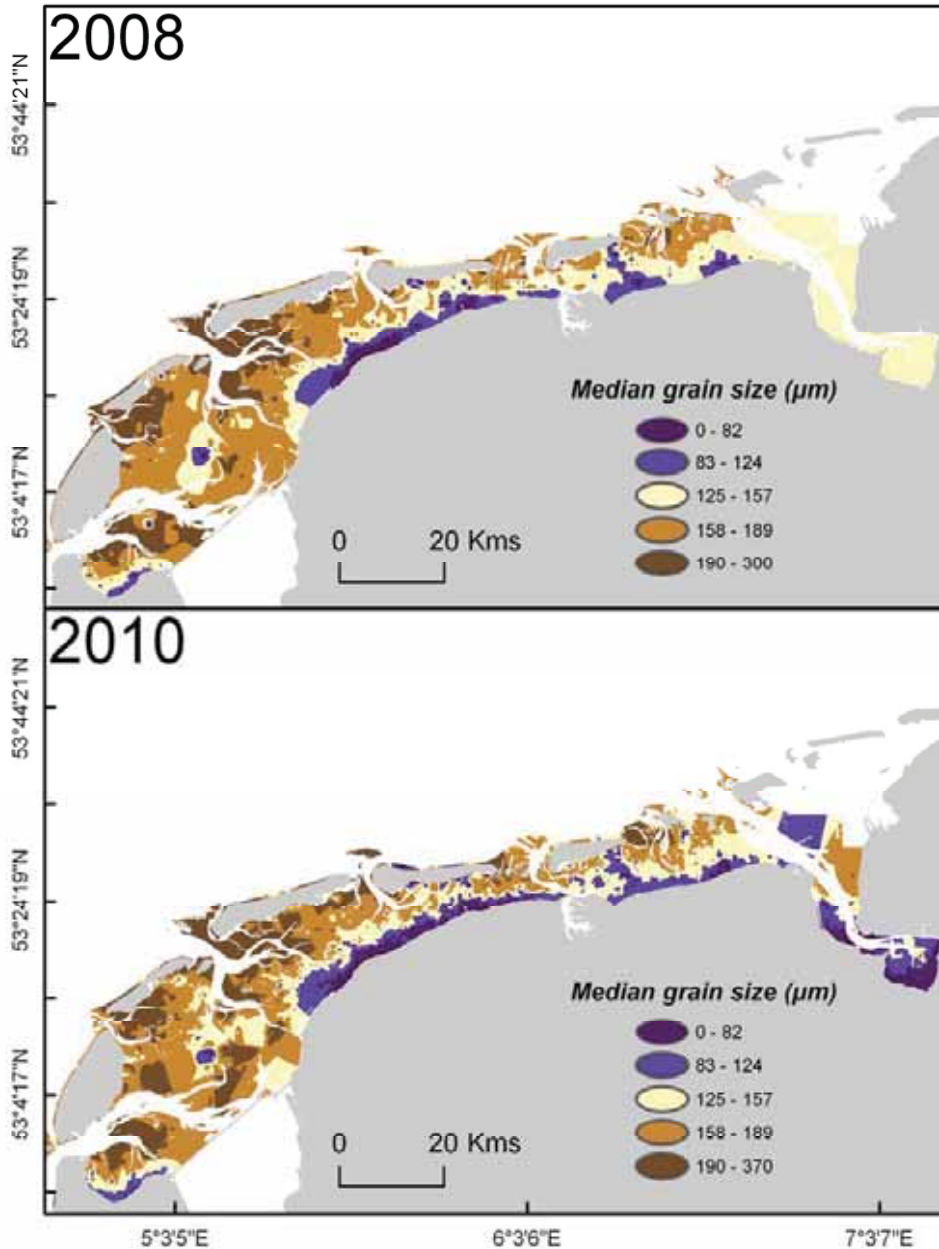 2008
53°44'21"N
53°24'19"N
53°4'17"N
Median grain size (µm)
0 - 82
83 - 124
125 - 157
158 - 189
190 - 300
0 20 Kms
2010
53°44'21"N
53°24'19"N
53°4'17"N
Median grain size (µm)
0 - 82
83 - 124
125 - 157
158 - 189
190 - 370
0 20 Kms
5°3'5"E 6°3'6"E 7°3'7"E